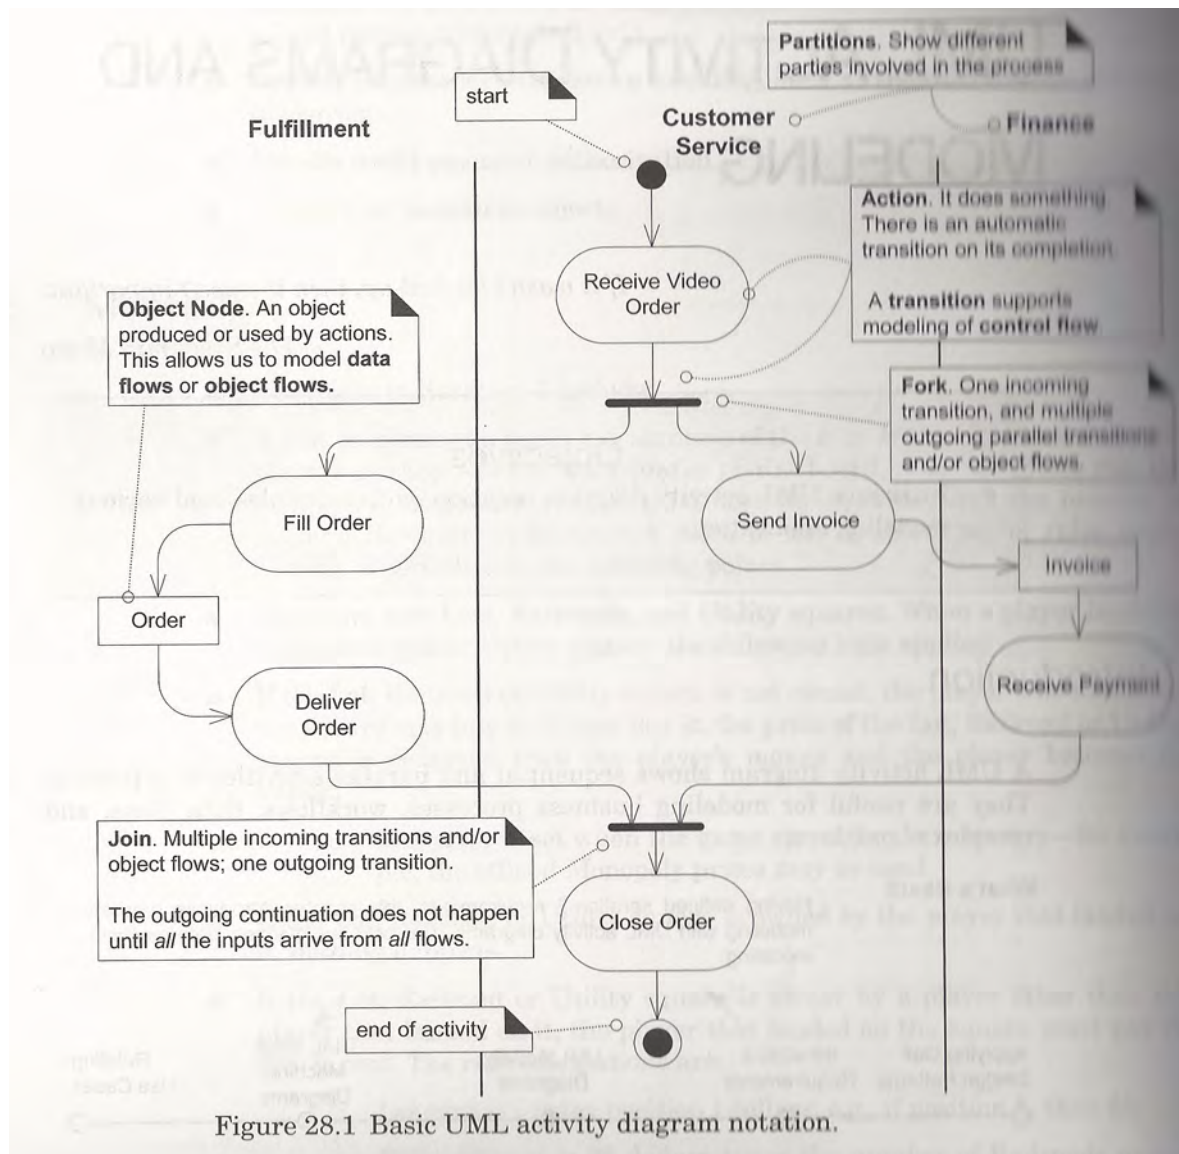 Partitions. Show different
parties involved in the process
start
Fulfillment
Customer
Service
Finance
Action. It does something.
There is an automatic
transition on its completion.
A transition supports
modeling of control flow
Receive Video
Order
Object Node. An object
produced or used by actions.
This allows us to model data
flows or object flows.
Fork. One incoming
transition, and multiple
outgoing parallel transitions
and/or object flows.
Fill Order
Send Invoice
Invoice
Order
Deliver
Order
Receive Payment
Join. Multiple incoming transitions and/or
object flows; one outgoing transition.
The outgoing continuation does not happen
until all the inputs arrive from all flows.
Close Order
end of activity
Figure 28.1 Basic UML activity diagram notation.